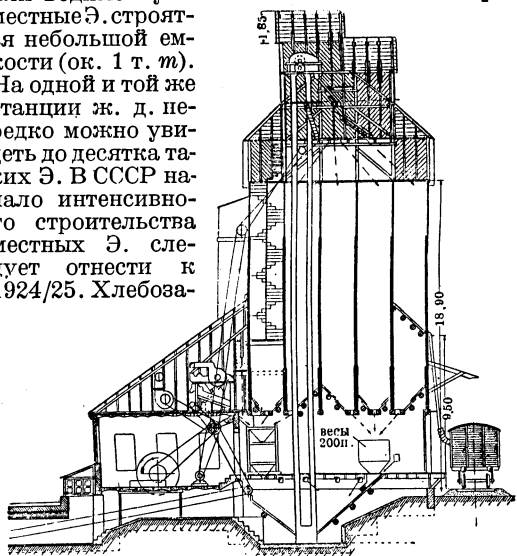 местные Э. строят-
ся небольшой ем-
кости (ок. 1 т. т).
На одной и той же
станции ж. д. не-
редко можно уви-
деть до десятка та-
ких Э. В СССР на-
чало интенсивно-
го строительства
местных Э. сле-
дует отнести к
1924/25. Хлебоза-
1,85
18,90
9,50
весы
200п